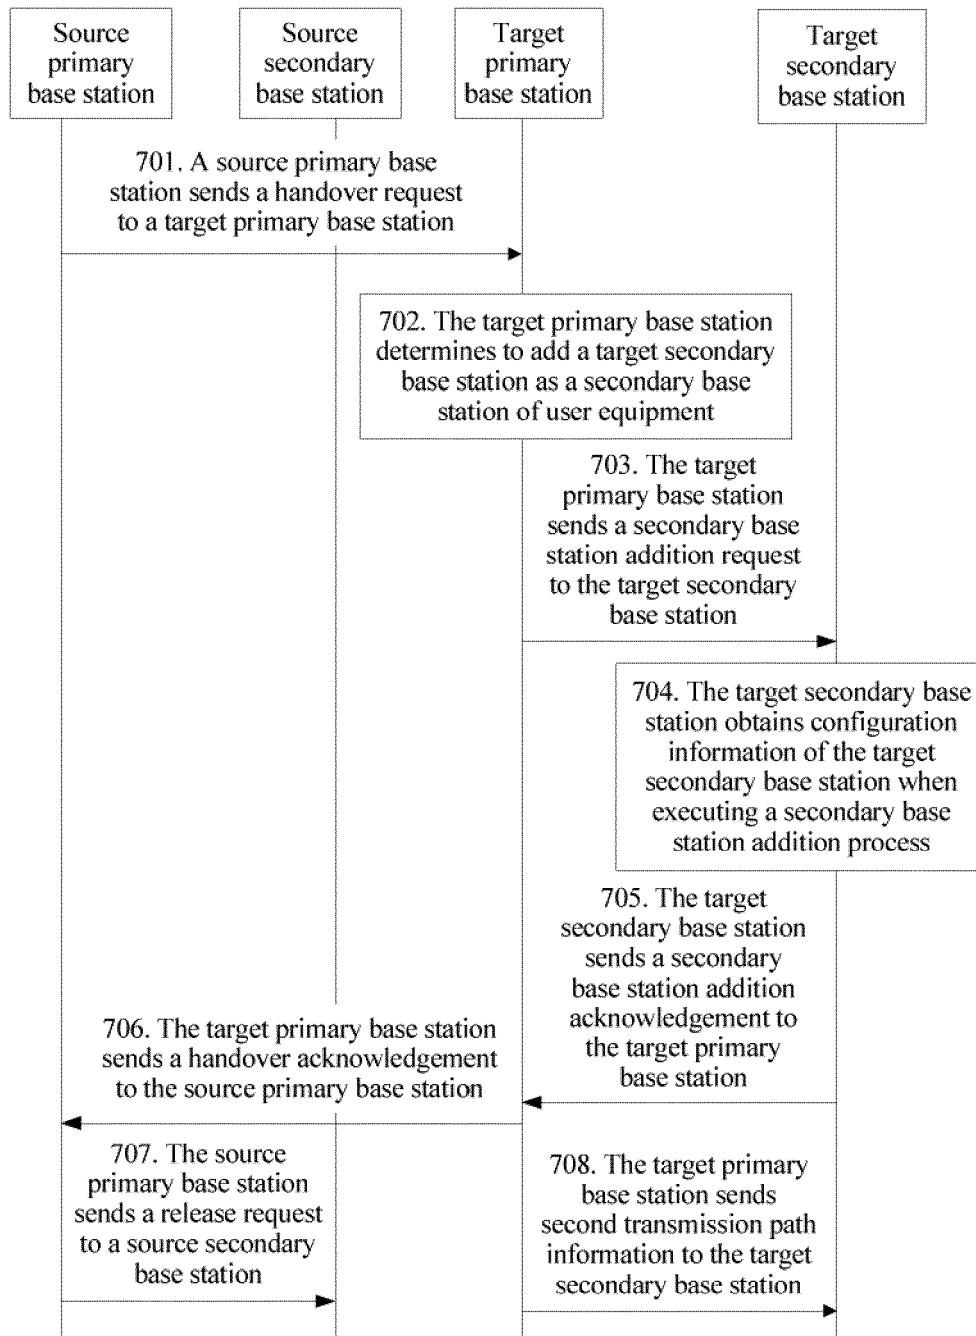 Source
primary
base station
Source
secondary
base station
Target
primary
base station
Target
secondary
base station
701. A source primary base
station sends a handover request
to a target primary base station
702. The target primary base station
determines to add a target secondary
base station as a secondary base
station of user equipment
703. The target
primary base station
sends a secondary base
station addition request
to the target secondary
base station
704. The target secondary base
station obtains configuration
information of the target
secondary base station when
executing a secondary base
station addition process
705. The target
secondary base station
sends a secondary
base station addition
acknowledgement to
the target primary
base station
706. The target primary base station
sends a handover acknowledgement
to the source primary base station
707. The source
primary base station
sends a release request
to a source secondary
base station
708. The target primary
base station sends
second transmission path
information to the target
secondary base station